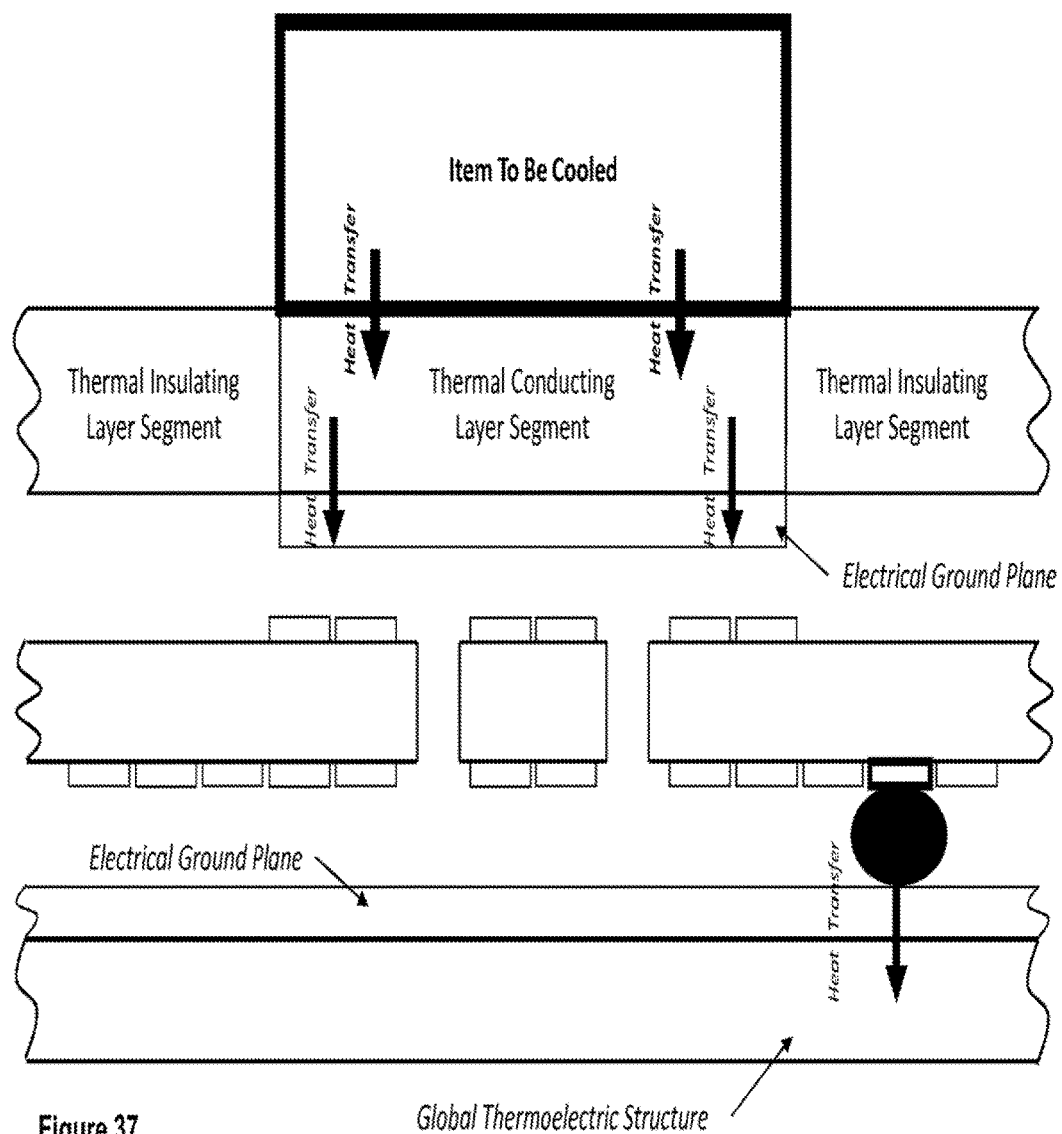 Item To Be Cooled
Heat Transfer
Heat Transfer
Thermal Insulating
Layer Segment
Thermal Conducting
Layer Segment
Thermal Insulating
Layer Segment
Heat Transfer
Heat Transfer
Electrical Ground Plane
Electrical Ground Plane
Heat Transfer
Global Thermoelectric Structure
Figure 37